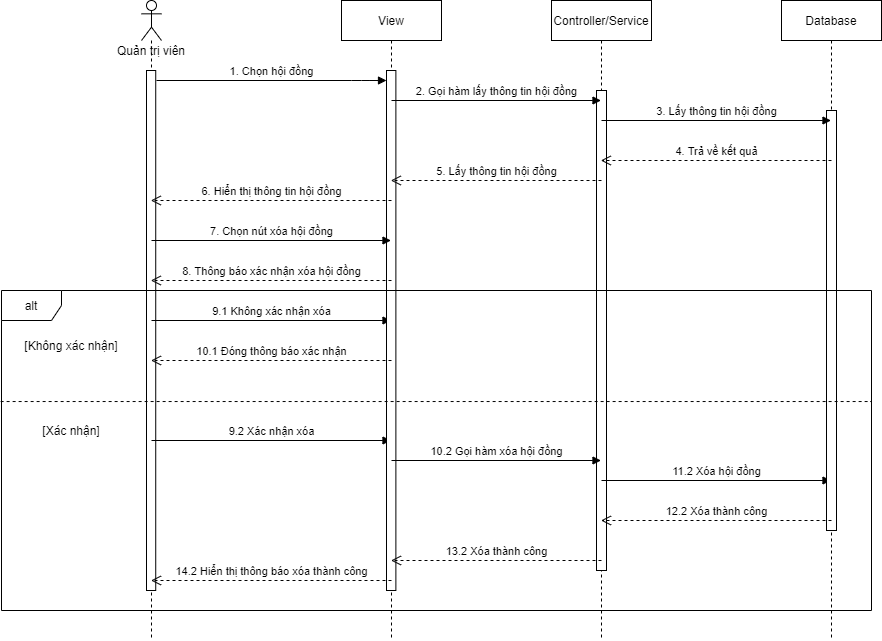 Quản trị viên
View
Controller/Service
Database
1. Chọn hội đồng
2. Gọi hàm lấy thông tin hội đồng
3. Lấy thông tin hội đồng
4. Trả về kết quả
5. Lấy thông tin hội đồng
6. Hiển thị thông tin hội đồng
7. Chọn nút xóa hội đồng
8. Thông báo xác nhận xóa hội đồng
alt
9.1 Không xác nhận xóa
[Không xác nhận]
10.1 Đóng thông báo xác nhận
[Xác nhận]
9.2 Xác nhận xóa
10.2 Gọi hàm xóa hội đồng
11.2 Xóa hội đồng
12.2 Xóa thành công
13.2 Xóa thành công
14.2 Hiển thị thông báo xóa thành công